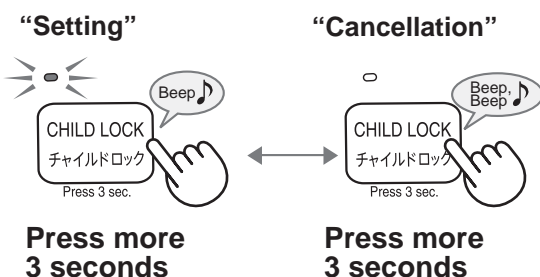 “Setting”
Beep
CHILD LOCK
チャイルドロック
Press 3 sec.
Press more
3 seconds
“Cancellation”
Beep,
Beep
CHILD LOCK
チャイルドロック
Press 3 sec.
Press more
3 seconds